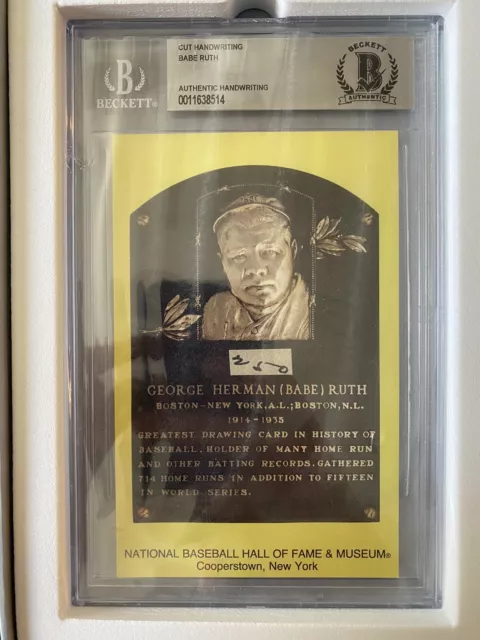 CUT HANDWRITING
BABE RUTH
AUTHENTIC HANDWRITING
0011638514
B
BECKETT®
BECKETT
B
AUTHENTIC
250
GEORGE HERMAN (BABE) RUTH
BOSTON-NEW YORK, A.L.; BOSTON, N.L.
1914-1935
GREATEST DRAWING CARD IN HISTORY OF
BASEBALL. HOLDER OF MANY HOME RUN
AND OTHER BATTING RECORDS. GATHERED
714 HOME RUNS IN ADDITION TO FIFTEEN
IN WORLD SERIES.
NATIONAL BASEBALL HALL OF FAME & MUSEUM®
Cooperstown, New York